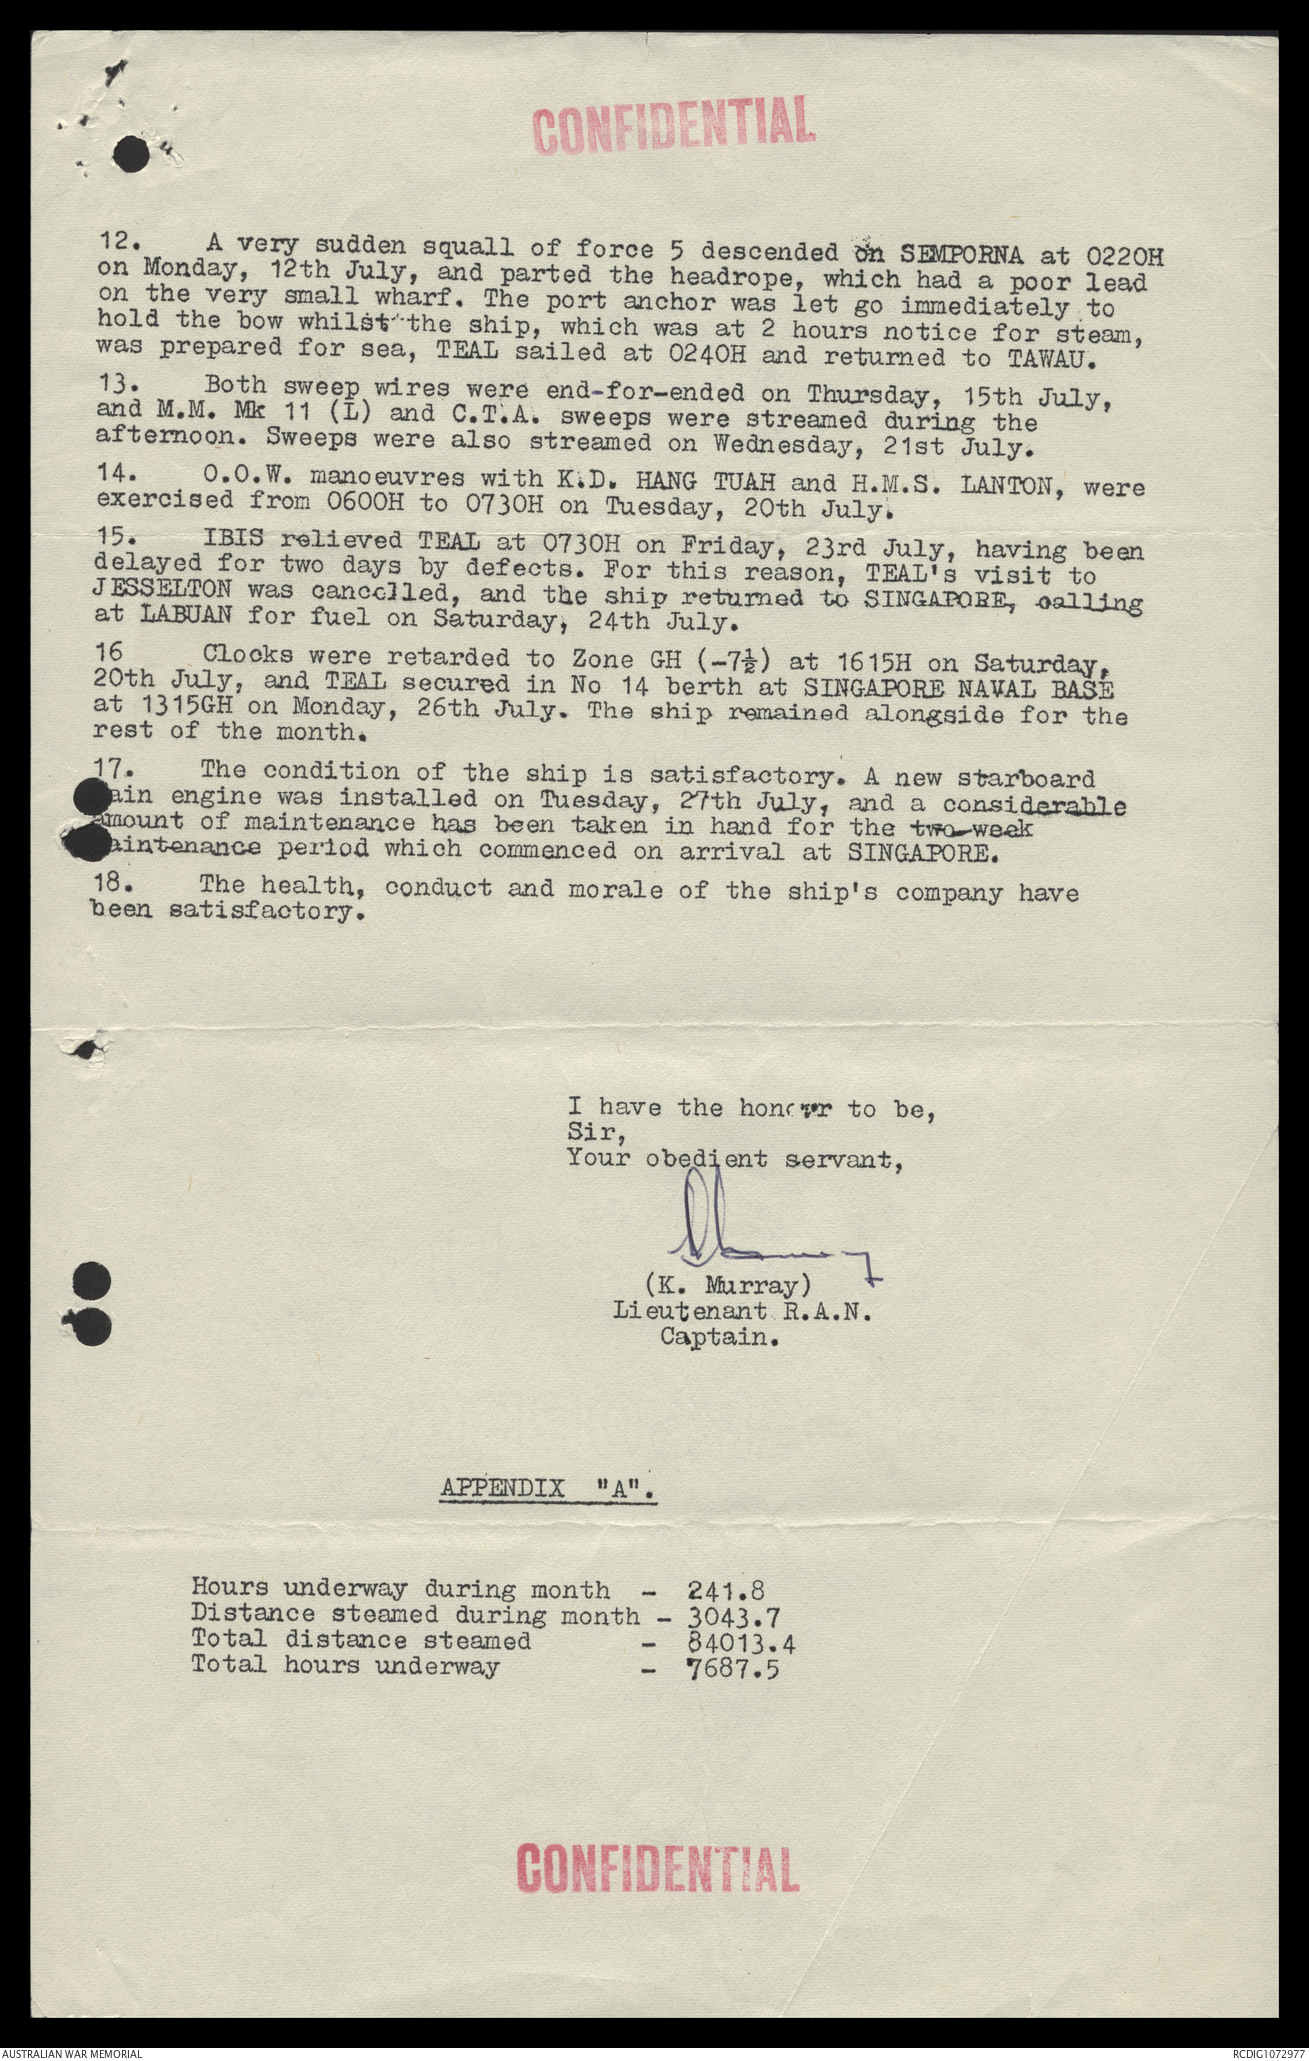 CONFIDENTIAL
12. A very sudden squall of force 5 descended on SEMPORNA at 0220H
on Monday, 12th July, and parted the headrope, which had a poor lead
on the very small wharf. The port anchor was let go immediately to
hold the bow whilst the ship, which was at 2 hours notice for steam,
was prepared for sea, TEAL sailed at 0240H and returned to TAWAU.
13. Both sweep wires were end-for-ended on Thursday, 15th July,
and M.M. Mk 11 (L) and C.T.A. sweeps were streamed during the
afternoon. Sweeps were also streamed on Wednesday, 21st July.
14. O.O.W. manoeuvres with K.D. HANG TUAH and H.M.S. LANTON, were
exercised from 0600H to 0730H on Tuesday, 20th July.
15. IBIS relieved TEAL at 0730H on Friday, 23rd July, having been
delayed for two days by defects. For this reason, TEAL's visit to
JESSELTON was cancelled, and the ship returned to SINGAPORE, calling
at LABUAN for fuel on Saturday, 24th July.
16 Clocks were retarded to Zone GH (-7½) at 1615H on Saturday,
20th July, and TEAL secured in No 14 berth at SINGAPORE NAVAL BASE
at 1315GH on Monday, 26th July. The ship remained alongside for the
rest of the month.
17. The condition of the ship is satisfactory. A new starboard
ain engine was installed on Tuesday, 27th July, and a considerable
amount of maintenance has been taken in hand for the two week
aintenance period which commenced on arrival at SINGAPORE.
18. The health, conduct and morale of the ship's company have
been satisfactory.
I have the honour to be,
Sir,
Your obedient servant,
(K. Murray)
Lieutenant R.A.N.
Captain.
APPENDIX "A".
Hours underway during month - 241.8
Distance steamed during month - 3043.7
Total distance steamed - 84013.4
Total hours underway - 7687.5
CONFIDENTIAL
AUSTRALIAN WAR MEMORIAL
RCDIG1072977